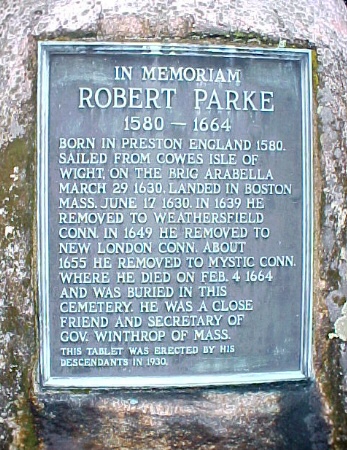 IN MEMORIAM
ROBERT PARKE
1580 — 1664
BORN IN PRESTON ENGLAND 1580.
SAILED FROM COWES ISLE OF
WIGHT, ON THE BRIG ARABELLA
MARCH 29 1630. LANDED IN BOSTON
MASS. JUNE 17 1630. IN 1639 HE
REMOVED TO WEATHERSFIELD
CONN. IN 1649 HE REMOVED TO
NEW LONDON CONN. ABOUT
1655 HE REMOVED TO MYSTIC CONN.
WHERE HE DIED ON FEB. 4 1664
AND WAS BURIED IN THIS
CEMETERY. HE WAS A CLOSE
FRIEND AND SECRETARY OF
GOV. WINTHROP OF MASS.
THIS TABLET WAS ERECTED BY HIS
DESCENDANTS IN 1930.